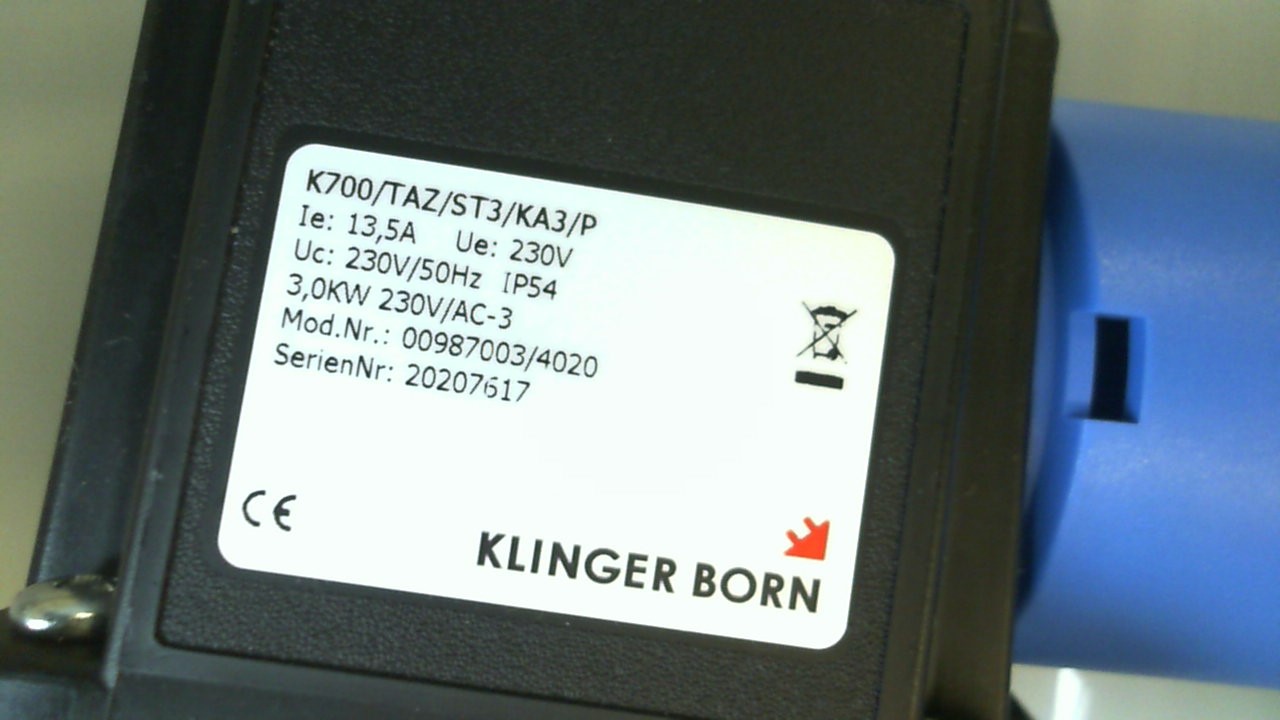 K700/TAZ/ST3/KA3/P
Ie: 13,5A Ue: 230V
Uc: 230V/50Hz IP54
3,0KW 230V/AC-3
Mod.Nr.: 00987003/4020
SerienNr: 20207617
CE
KLINGER BORN